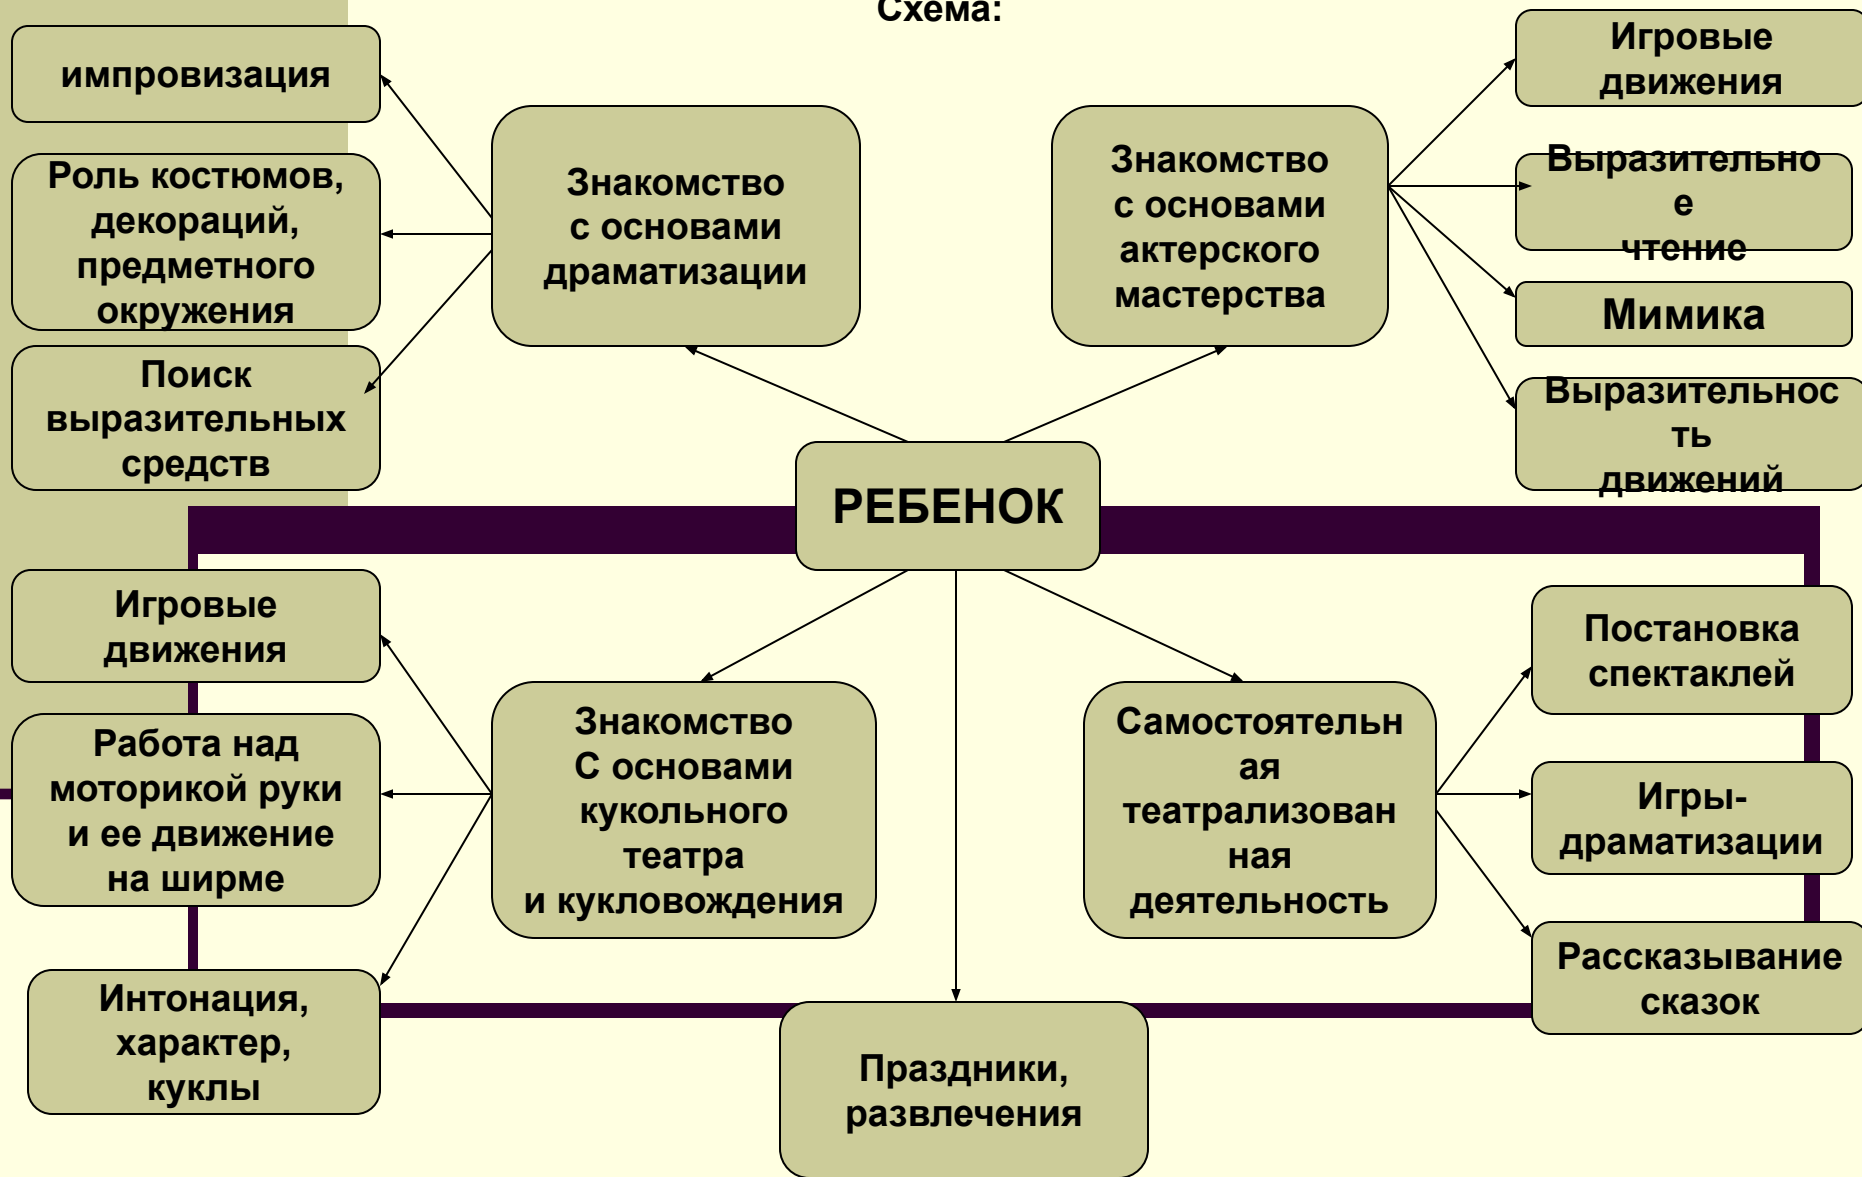 Схема:
импровизация
Роль костюмов,
декораций,
предметного
окружения
Поиск
выразительных
средств
Знакомство
с основами
драматизации
Знакомство
с основами
актерского
мастерства
Игровые
движения
Выразительно
е
чтение
Мимика
Выразительнос
ть
движений
РЕБЕНОК
Игровые
движения
Работа над
моторикой руки
и ее движение
на ширме
Интонация,
характер,
куклы
Знакомство
С основами
кукольного
театра
и кукловождения
Самостоятельн
ая
театрализован
ная
деятельность
Постановка
спектаклей
Игры-
драматизации
Рассказывание
сказок
Праздники,
развлечения